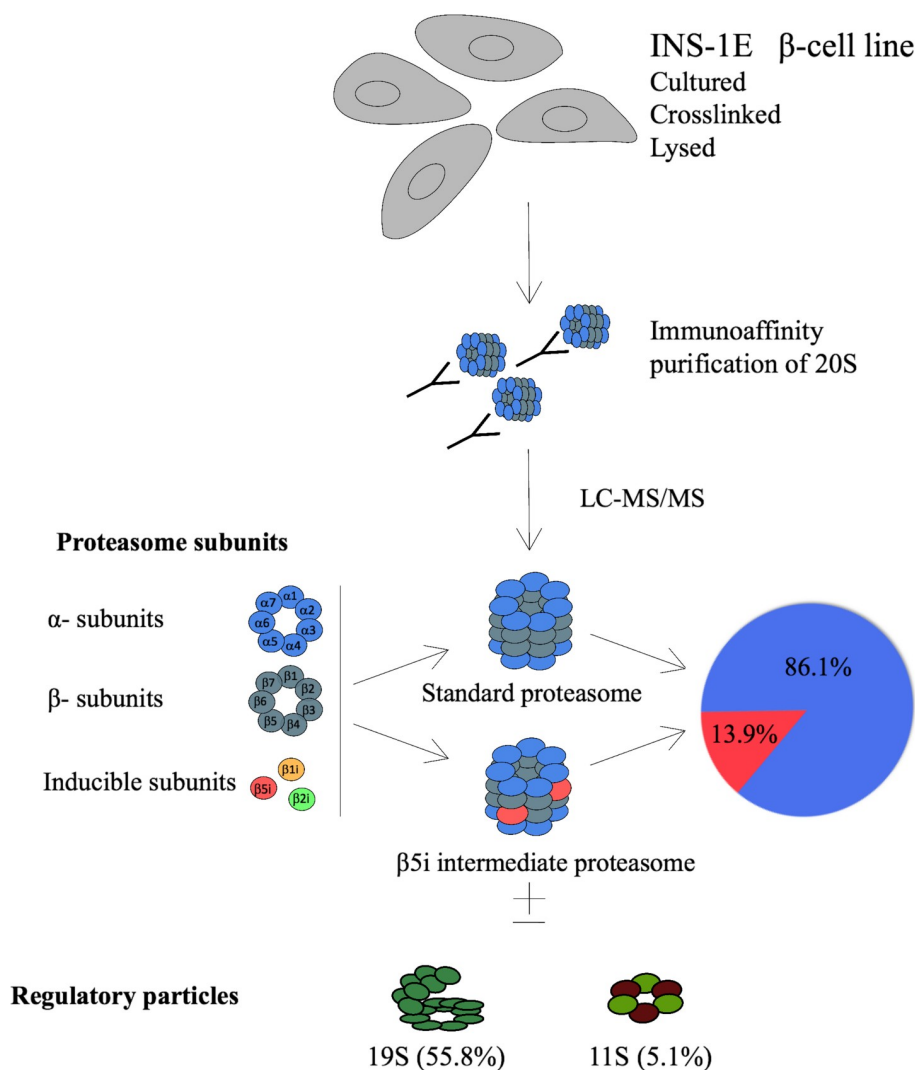 INS-1E β-cell line
Cultured
Crosslinked
Lysed
Immunoaffinity
purification of 20S
LC-MS/MS
Proteasome subunits
α- subunits
α1
α2
α3
α4
α5
α6
α7
β- subunits
β1
β2
β3
β4
β5
β6
β7
Inducible subunits
β1i
β5i
β2i
Standard proteasome
β5i intermediate proteasome
86.1%
13.9%
±
Regulatory particles
19S (55.8%)
11S (5.1%)